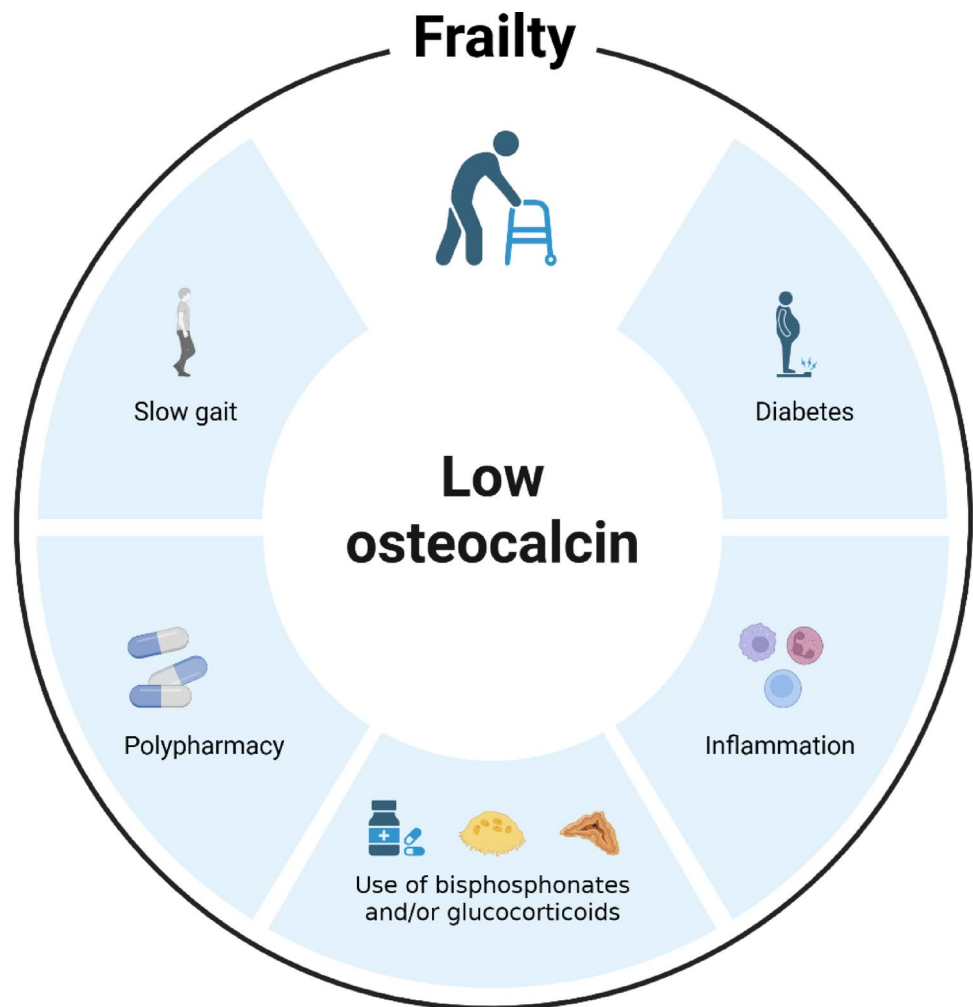 Frailty
Slow gait
Diabetes
Low
osteocalcin
Polypharmacy
Inflammation
Use of bisphosphonates
and/or glucocorticoids